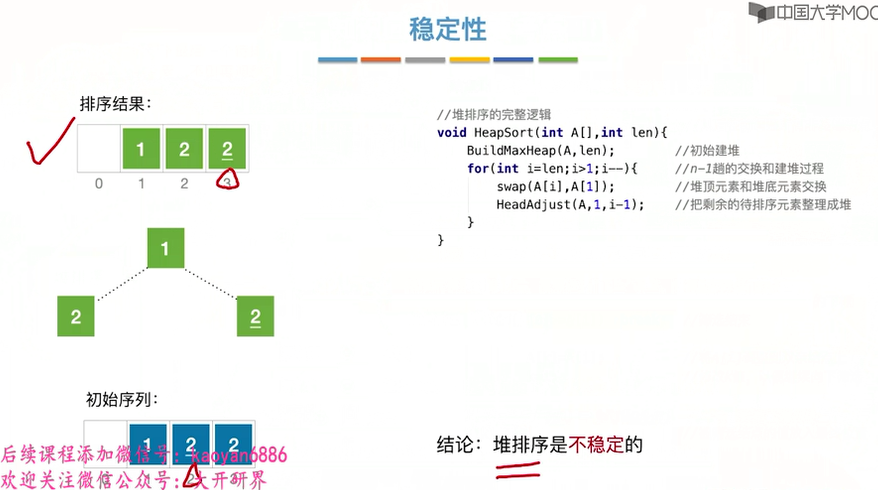 中国大学MOC
稳定性
排序结果：
1 2 2
0 1 2 3
1
2 2
初始序列：
1 2 2
//堆排序的完整逻辑
void HeapSort(int A[],int len){
BuildMaxHeap(A,len); //初始建堆
for(int i=len;i>1;i--){ //n-1趟的交换和建堆过程
swap(A[i],A[1]); //堆顶元素和堆底元素交换
HeadAdjust(A,1,i-1); //把剩余的待排序元素整理成堆
}
}
结论：堆排序是不稳定的
后续课程添加微信号：kaoyan6886
欢迎关注微信公众号：大开研界